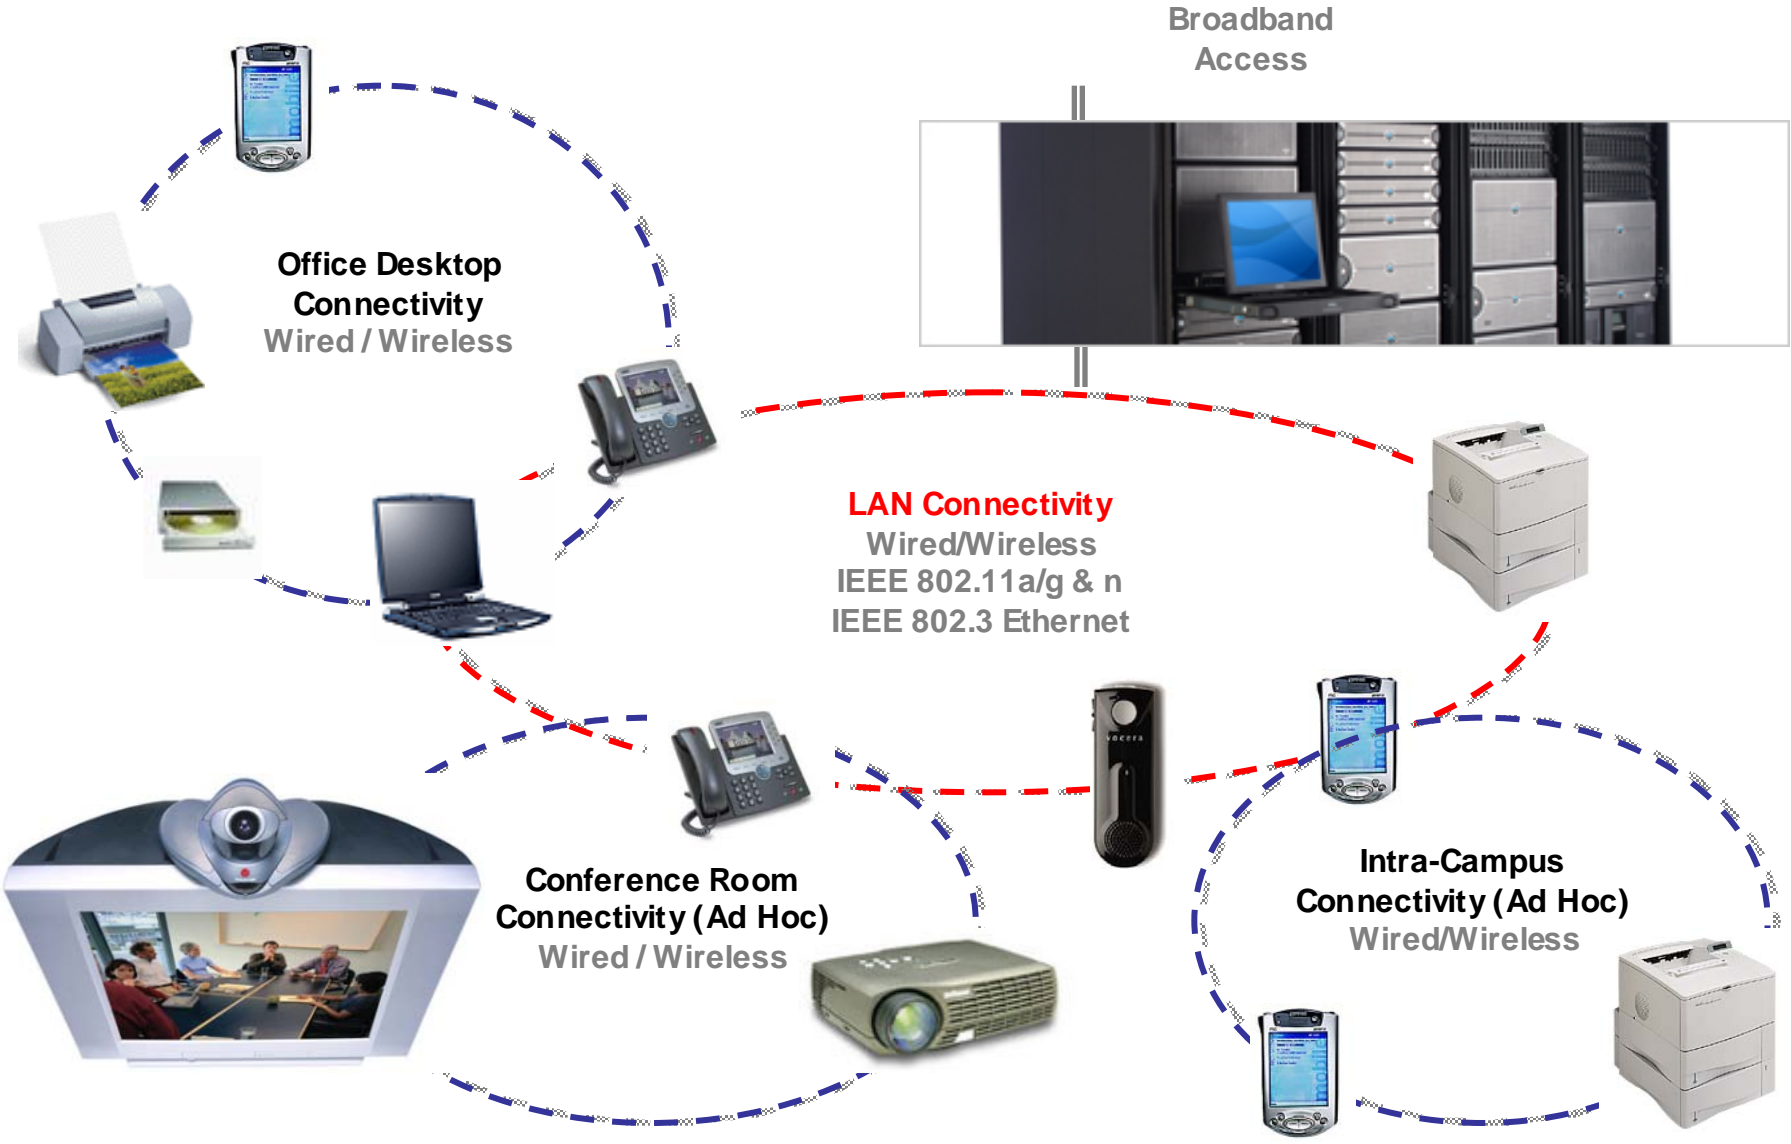 Broadband
Access
Office Desktop
Connectivity
Wired / Wireless
LAN Connectivity
Wired/Wireless
IEEE 802.11a/g & n
IEEE 802.3 Ethernet
vocera
Conference Room
Connectivity (Ad Hoc)
Wired / Wireless
Intra-Campus
Connectivity (Ad Hoc)
Wired/Wireless